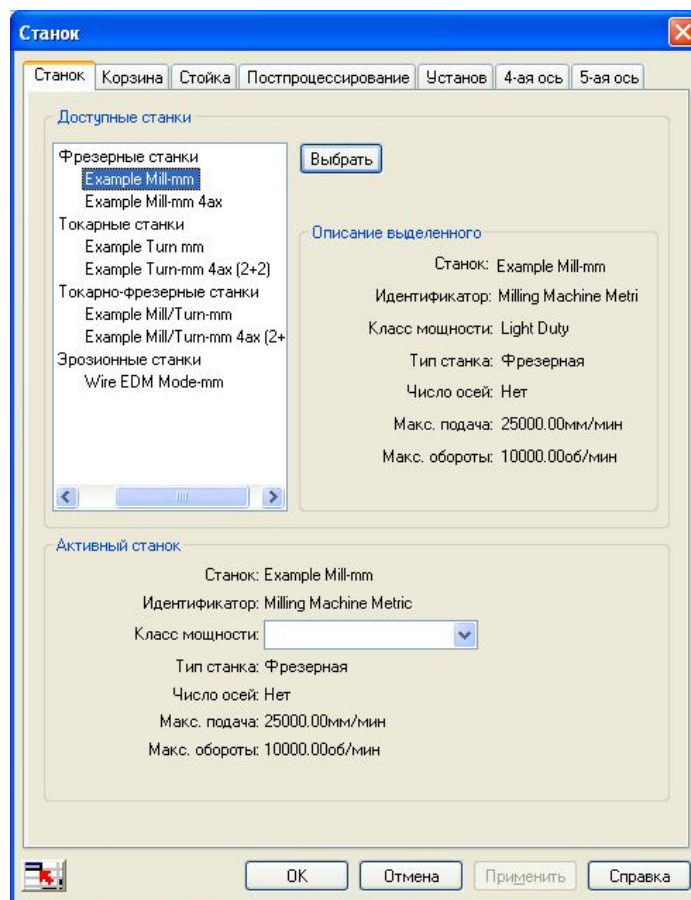 Станок
Станок Корзина Стойка Постпроцессирование Установ 4-ая ось 5-ая ось
Доступные станки
Фрезерные станки
Example Mill-mm
Example Mill-mm 4ax
Токарные станки
Example Turn mm
Example Turn-mm 4ax (2+2)
Токарно-фрезерные станки
Example Mill/Turn-mm
Example Mill/Turn-mm 4ax (2+
Эрозионные станки
Wire EDM Mode-mm
Выбрать
Описание выделенного
Станок: Example Mill-mm
Идентификатор: Milling Machine Metri
Класс мощности: Light Duty
Тип станка: Фрезерная
Число осей: Нет
Макс. подача: 25000.00мм/мин
Макс. обороты: 10000.00об/мин
Активный станок
Станок: Example Mill-mm
Идентификатор: Milling Machine Metric
Класс мощности:
Тип станка: Фрезерная
Число осей: Нет
Макс. подача: 25000.00мм/мин
Макс. обороты: 10000.00об/мин
OK Отмена Применить Справка